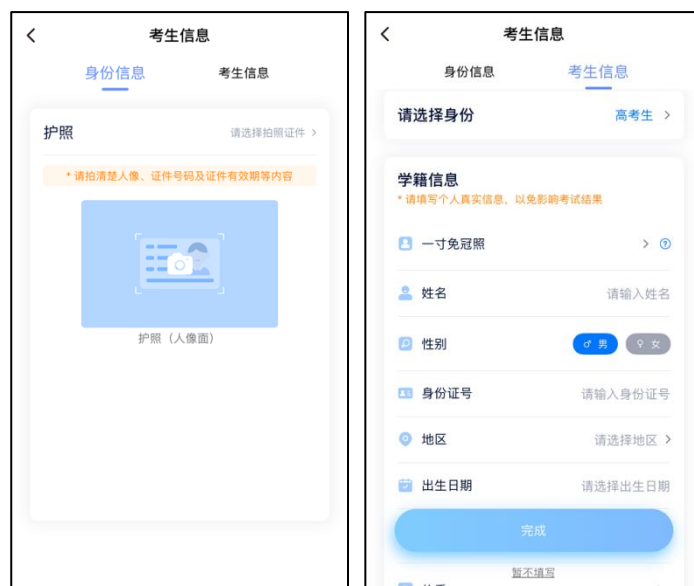 考生信息
身份信息
考生信息
护照
请选择拍照证件
* 请拍清楚人像、证件号码及证件有效期等内容
护照（人像面）
考生信息
身份信息
考生信息
请选择身份
高考生
学籍信息
* 请填写个人真实信息，以免影响考试结果
一寸免冠照
姓名
请输入姓名
性别
♂ 男
♀ 女
身份证号
请输入身份证号
地区
请选择地区
出生日期
请选择出生日期
完成
暂不填写